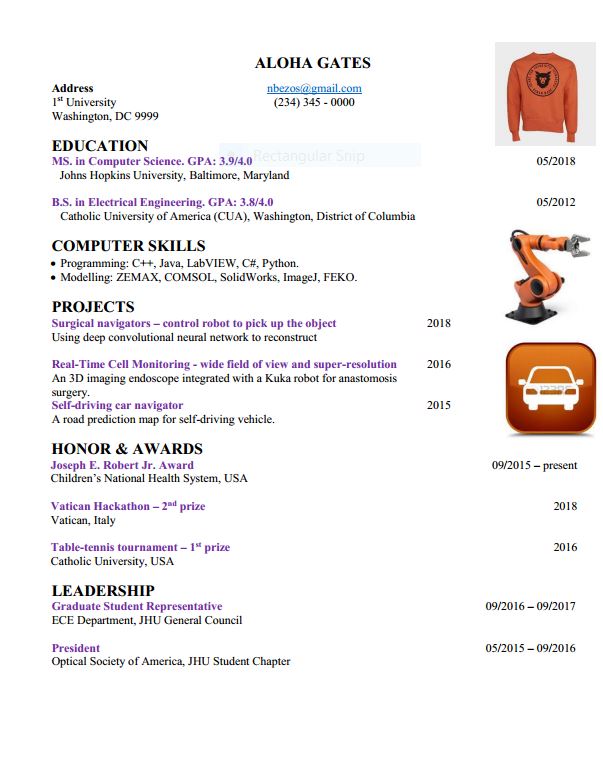 ALOHA GATES
Address
nbezos@gmail.com
1st University
(234) 345 - 0000
Washington, DC 9999
EDUCATION
Rectangular Snip
MS. in Computer Science. GPA: 3.9/4.0 05/2018
Johns Hopkins University, Baltimore, Maryland
B.S. in Electrical Engineering. GPA: 3.8/4.0 05/2012
Catholic University of America (CUA), Washington, District of Columbia
COMPUTER SKILLS
• Programming: C++, Java, LabVIEW, C#, Python.
• Modelling: ZEMAX, COMSOL, SolidWorks, ImageJ, FEKO.
PROJECTS
Surgical navigators – control robot to pick up the object 2018
Using deep convolutional neural network to reconstruct
Real-Time Cell Monitoring - wide field of view and super-resolution 2016
An 3D imaging endoscope integrated with a Kuka robot for anastomosis
surgery.
Self-driving car navigator 2015
A road prediction map for self-driving vehicle.
HONOR & AWARDS
Joseph E. Robert Jr. Award 09/2015 – present
Children’s National Health System, USA
Vatican Hackathon – 2nd prize 2018
Vatican, Italy
Table-tennis tournament – 1st prize 2016
Catholic University, USA
LEADERSHIP
Graduate Student Representative 09/2016 – 09/2017
ECE Department, JHU General Council
President 05/2015 – 09/2016
Optical Society of America, JHU Student Chapter